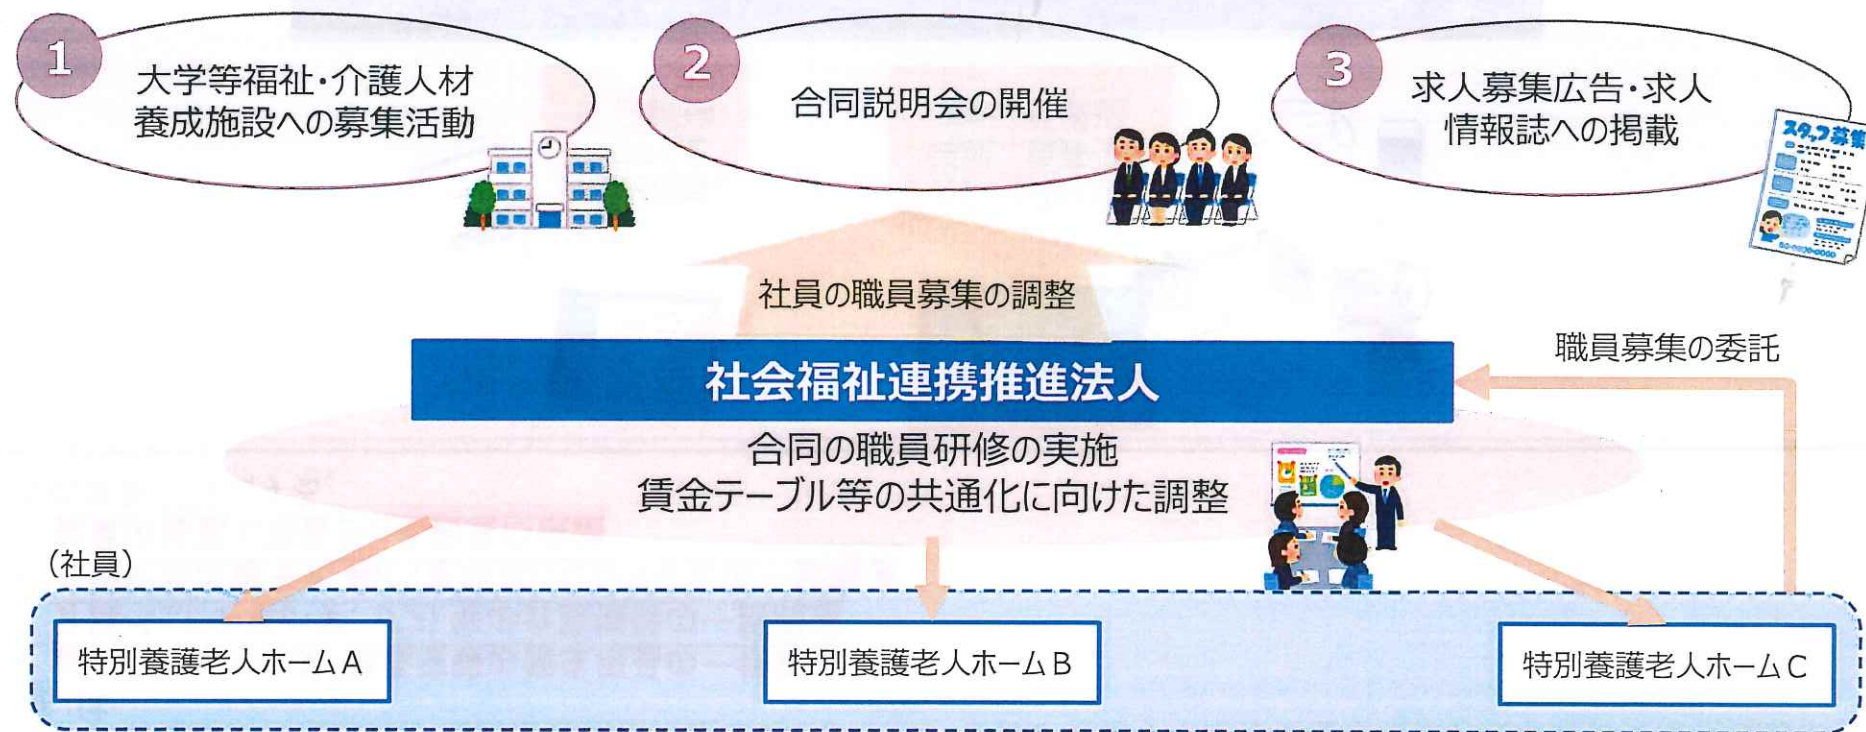 1
大学等福祉・介護人材
養成施設への募集活動
2
合同説明会の開催
3
求人募集広告・求人
情報誌への掲載
スタッフ募集
社員の職員募集の調整
職員募集の委託
社会福祉連携推進法人
合同の職員研修の実施
賃金テーブル等の共通化に向けた調整
(社員)
特別養護老人ホームA
特別養護老人ホームB
特別養護老人ホームC